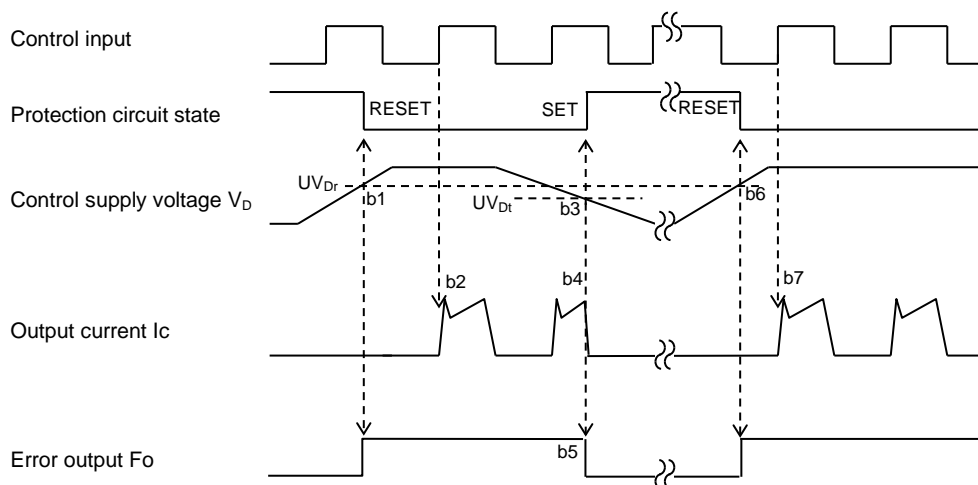 Control input
Protection circuit state
RESET
SET
RESET
Control supply voltage VD
UVDr
b1
UVDt
b3
b6
b2
b4
b7
Output current Ic
Error output Fo
b5